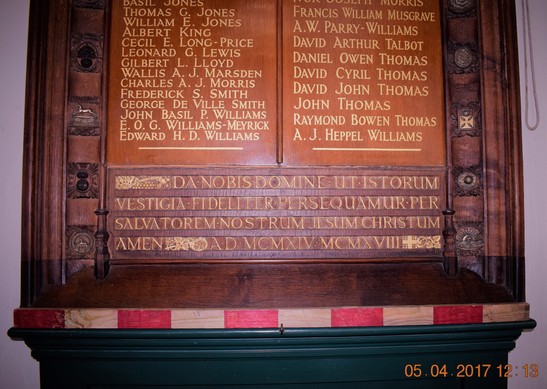 BASIL JONES
THOMAS G. JONES
WILLIAM E. JONES
ALBERT KING
CECIL E. LONG-PRICE
LEONARD G. LEWIS
GILBERT L. LLOYD
WALLIS A. J. MARSDEN
CHARLES A. J. MORRIS
FREDERICK S. SMITH
GEORGE DE VILLE SMITH
JOHN BASIL P. WILLIAMS
E. O. G. WILLIAMS-MEYRICK
EDWARD H. D. WILLIAMS
IVOR JOSEPH MORRIS
FRANCIS WILLIAM MUSGRAVE
A. W. PARRY-WILLIAMS
DAVID ARTHUR TALBOT
DANIEL OWEN THOMAS
DAVID CYRIL THOMAS
DAVID JOHN THOMAS
JOHN THOMAS
RAYMOND BOWEN THOMAS
A. J. HEPPEL WILLIAMS
DA·NOBIS·DOMINE·UT·ISTORUM
VESTIGIA·FIDELITER·PERSEQUAMUR·PER
SALVATOREM·NOSTRUM·IESUM·CHRISTUM
AMEN A.D. MCMXIV·MCMXVIII
05.04.2017 12:13